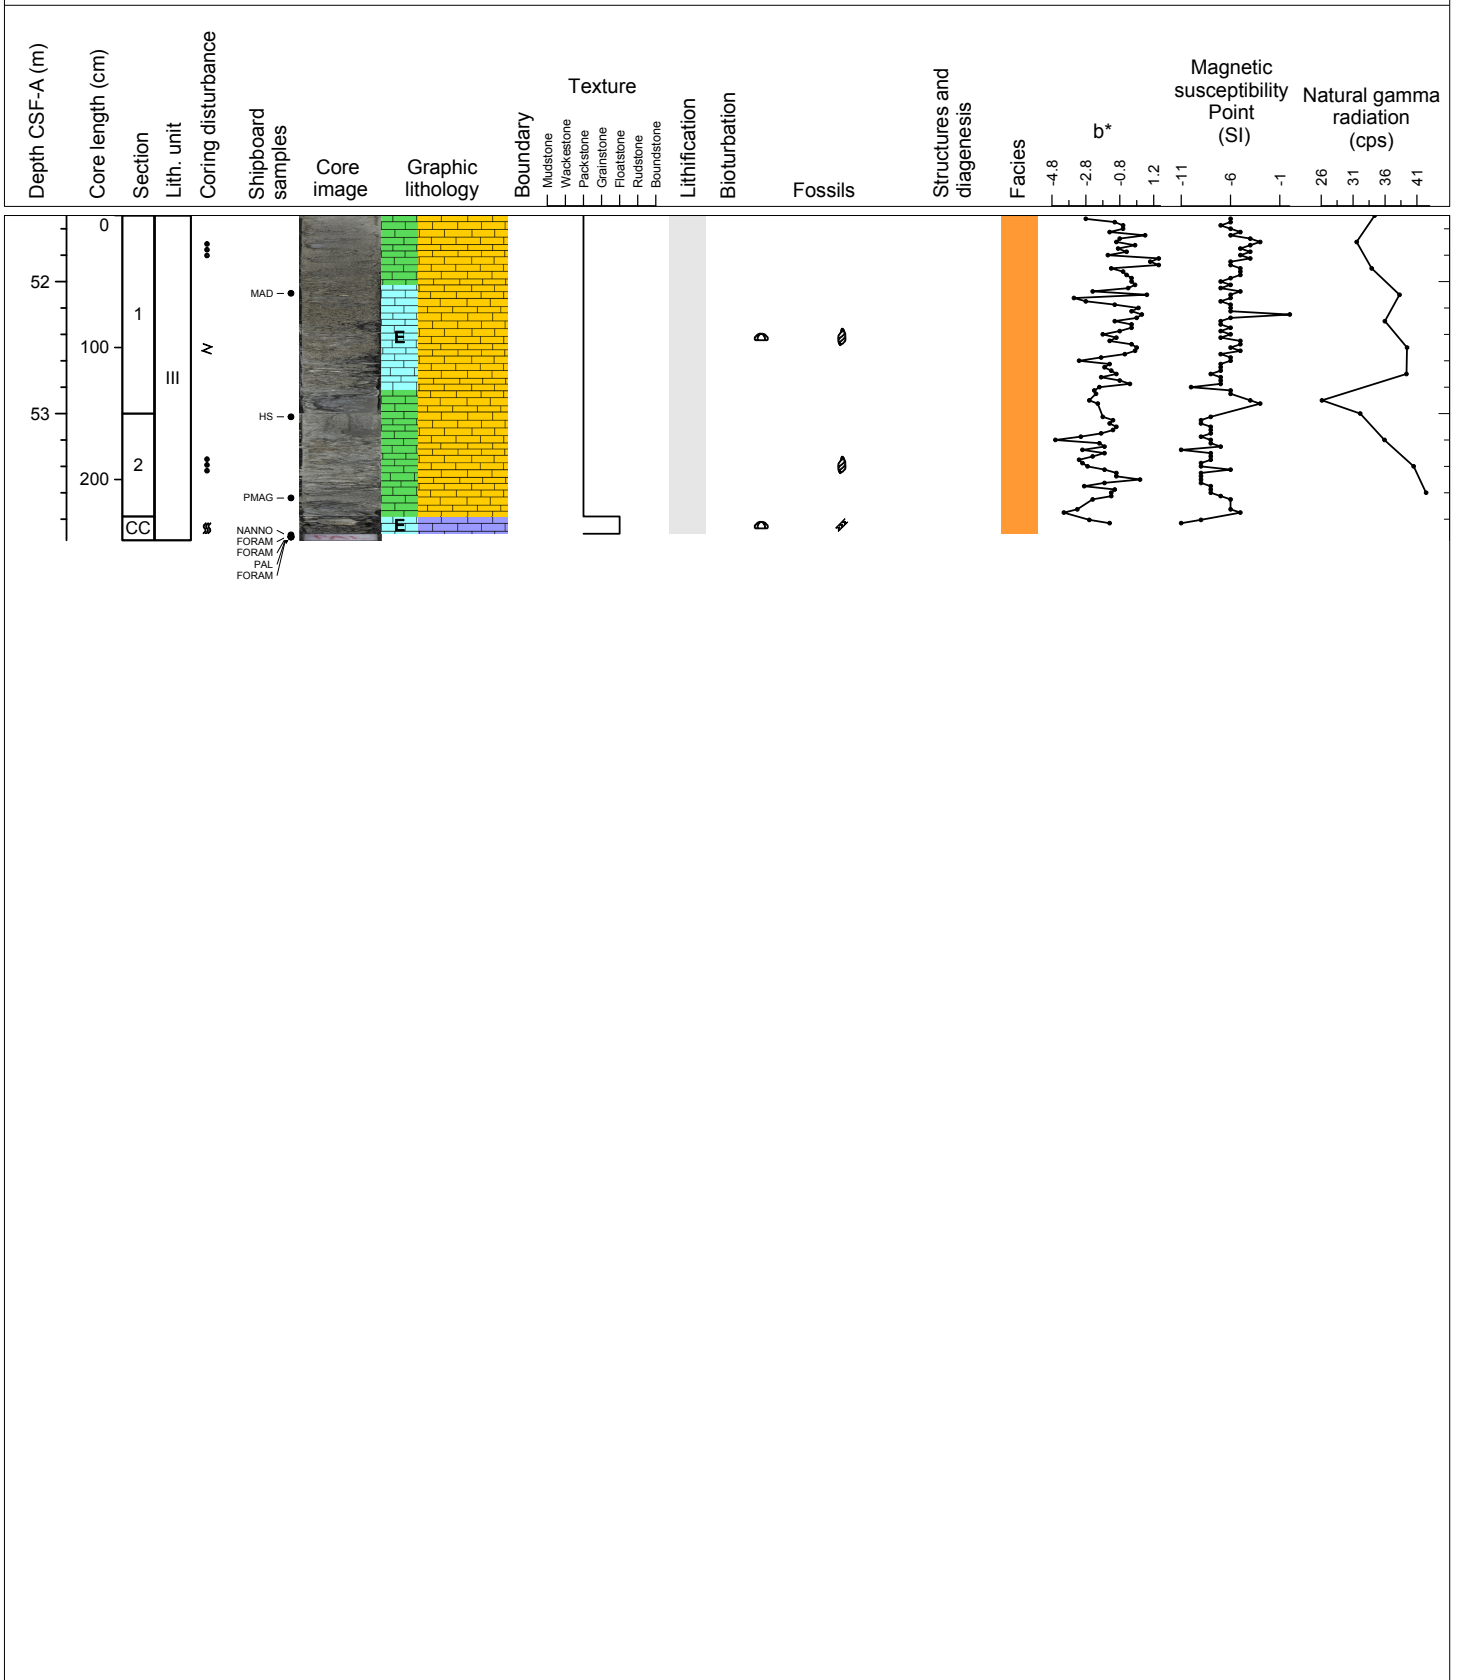 Depth CSF-A (m)
Core length (cm)
Section
Lith. unit
Coring disturbance
Shipboard
samples
Core
image
Graphic
lithology
Boundary
Texture
Mudstone
Wackestone
Packstone
Grainstone
Floatstone
Rudstone
Boundstone
Lithification
Bioturbation
Fossils
Structures and
diagenesis
Facies
b*
-4.8 -2.8 -0.8 1.2
Magnetic
susceptibility
Point
(SI)
-11 -6 -1
Natural gamma
radiation
(cps)
26 31 36 41
0
52
MAD
1
E
100
III
53
HS
2
200
PMAG
CC
E
NANNO
FORAM
FORAM
PAL
FORAM